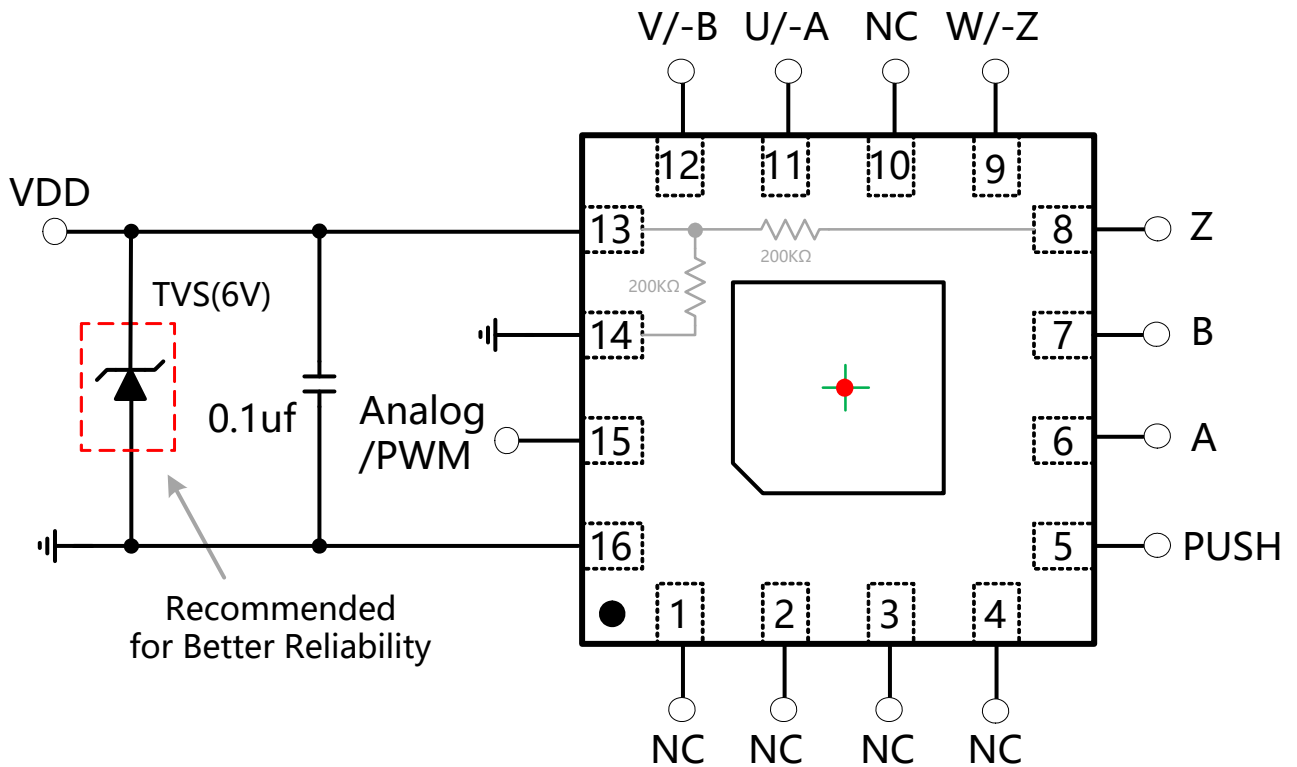 V/-B U/-A NC W/-Z
12 11 10 9
VDD
13
200KΩ
8 Z
TVS(6V)
200KΩ
14
7 B
0.1uf
Analog
/PWM
15
6 A
16
5 PUSH
Recommended
for Better Reliability
1 2 3 4
NC NC NC NC